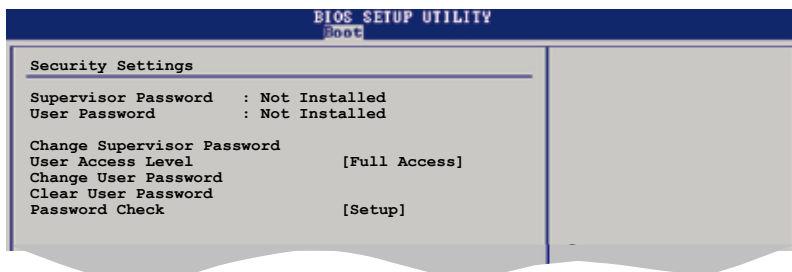 BIOS SETUP UTILITY
Boot
Security Settings
Supervisor Password : Not Installed
User Password : Not Installed
Change Supervisor Password
User Access Level [Full Access]
Change User Password
Clear User Password
Password Check [Setup]